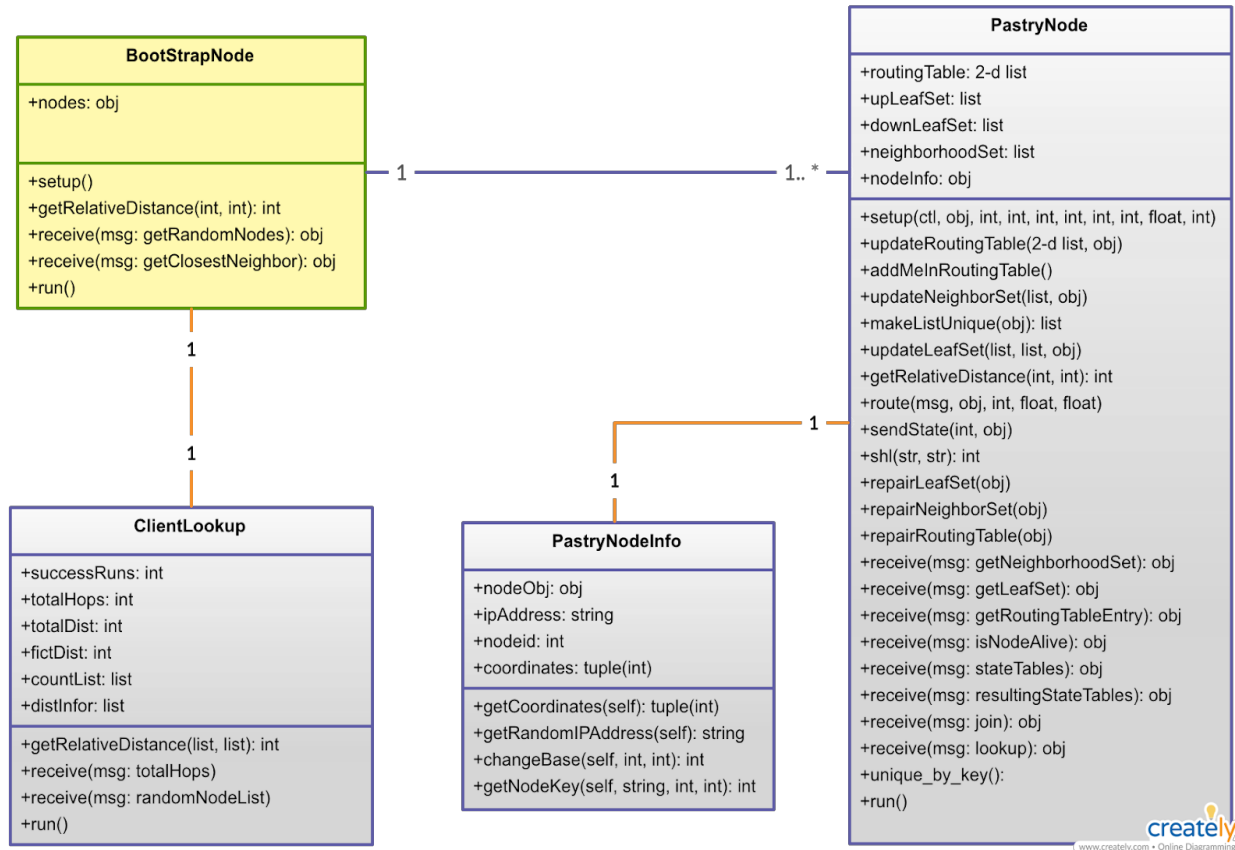 BootStrapNode
+nodes: obj
+setup()
+getRelativeDistance(int, int): int
+receive(msg: getRandomNodes): obj
+receive(msg: getClosestNeighbor): obj
+run()
1
1.. *
PastryNode
+routingTable: 2-d list
+upLeafSet: list
+downLeafSet: list
+neighborhoodSet: list
+nodeInfo: obj
+setup(ctl, obj, int, int, int, int, int, int, float, int)
+updateRoutingTable(2-d list, obj)
+addMeInRoutingTable()
+updateNeighborSet(list, obj)
+makeListUnique(obj): list
+updateLeafSet(list, list, obj)
+getRelativeDistance(int, int): int
+route(msg, obj, int, float, float)
+sendState(int, obj)
+shl(str, str): int
+repairLeafSet(obj)
+repairNeighborSet(obj)
+repairRoutingTable(obj)
+receive(msg: getNeighborhoodSet): obj
+receive(msg: getLeafSet): obj
+receive(msg: getRoutingTableEntry): obj
+receive(msg: isNodeAlive): obj
+receive(msg: stateTables): obj
+receive(msg: resultingStateTables): obj
+receive(msg: join): obj
+receive(msg: lookup): obj
+unique_by_key():
+run()
1
1
ClientLookup
+successRuns: int
+totalHops: int
+totalDist: int
+fictDist: int
+countList: list
+distInfor: list
+getRelativeDistance(list, list): int
+receive(msg: totalHops)
+receive(msg: randomNodeList)
+run()
1
1
PastryNodeInfo
+nodeObj: obj
+ipAddress: string
+nodeid: int
+coordinates: tuple(int)
+getCoordinates(self): tuple(int)
+getRandomIPAddress(self): string
+changeBase(self, int, int): int
+getNodeKey(self, string, int, int): int
creately
www.creately.com • Online Diagramming